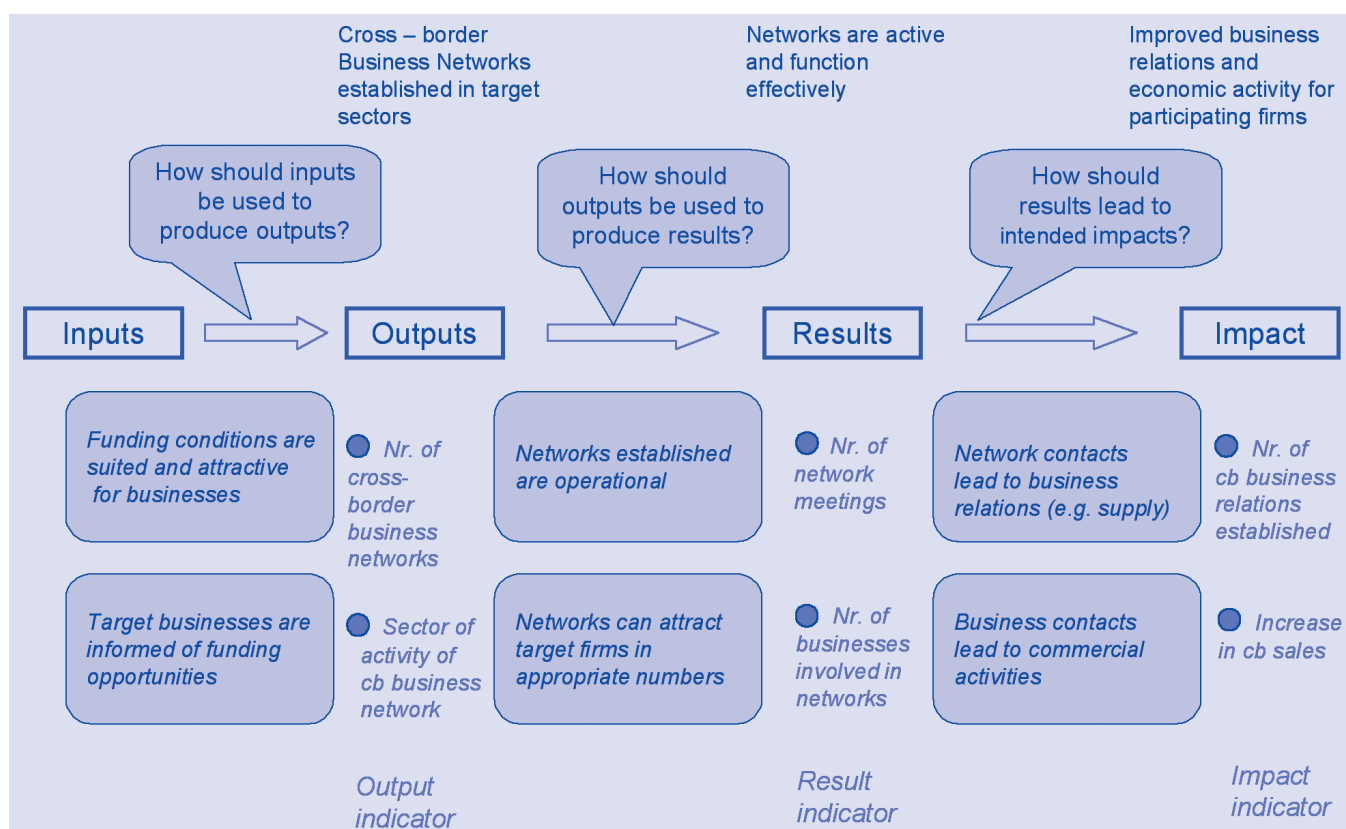 Cross – border
Business Networks
established in target
sectors
Networks are active
and function
effectively
Improved business
relations and
economic activity for
participating firms
How should inputs
be used to
produce outputs?
How should
outputs be used to
produce results?
How should
results lead to
intended impacts?
Inputs
Outputs
Results
Impact
Funding conditions are
suited and attractive
for businesses
Nr. of
cross-
border
business
networks
Networks established
are operational
Nr. of
network
meetings
Network contacts
lead to business
relations (e.g. supply)
Nr. of
cb business
relations
established
Target businesses are
informed of funding
opportunities
Sector of
activity of
cb business
network
Networks can attract
target firms in
appropriate numbers
Nr. of
businesses
involved in
networks
Business contacts
lead to commercial
activities
Increase
in cb sales
Output
indicator
Result
indicator
Impact
indicator